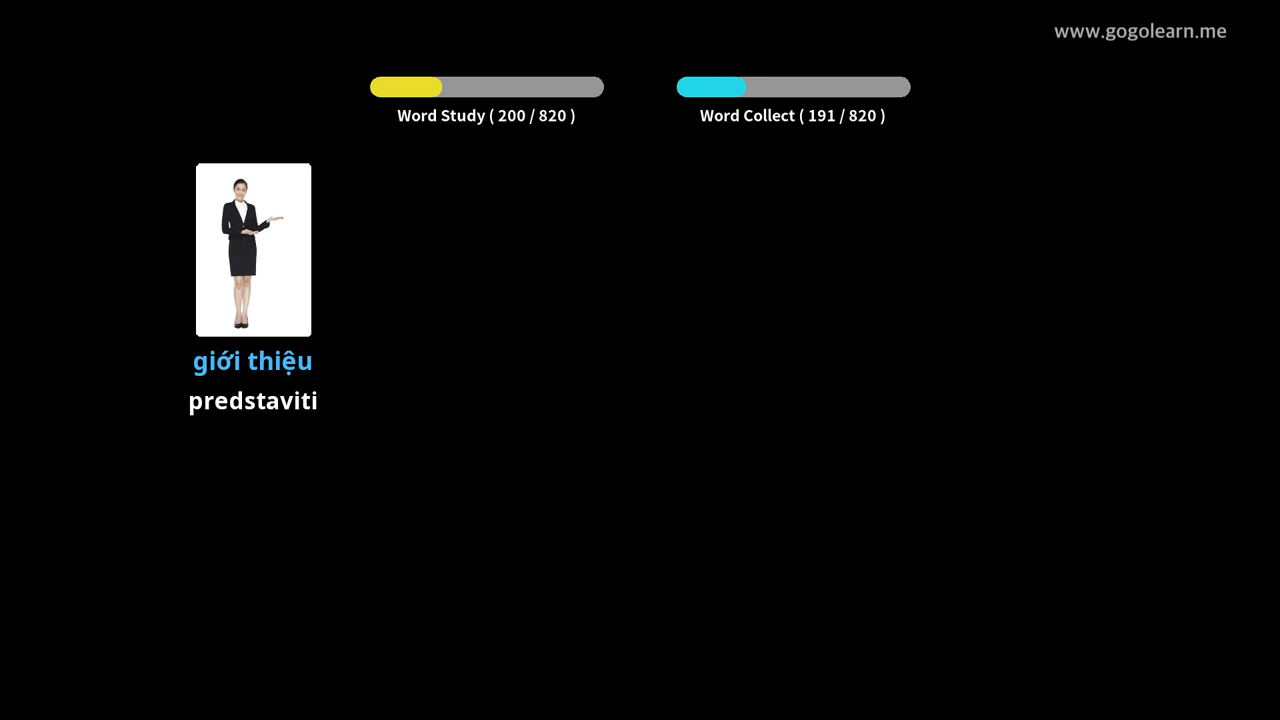 www.gogolearn.me
Word Study ( 200 / 820 )
Word Collect ( 191 / 820 )
giới thiệu
predstaviti